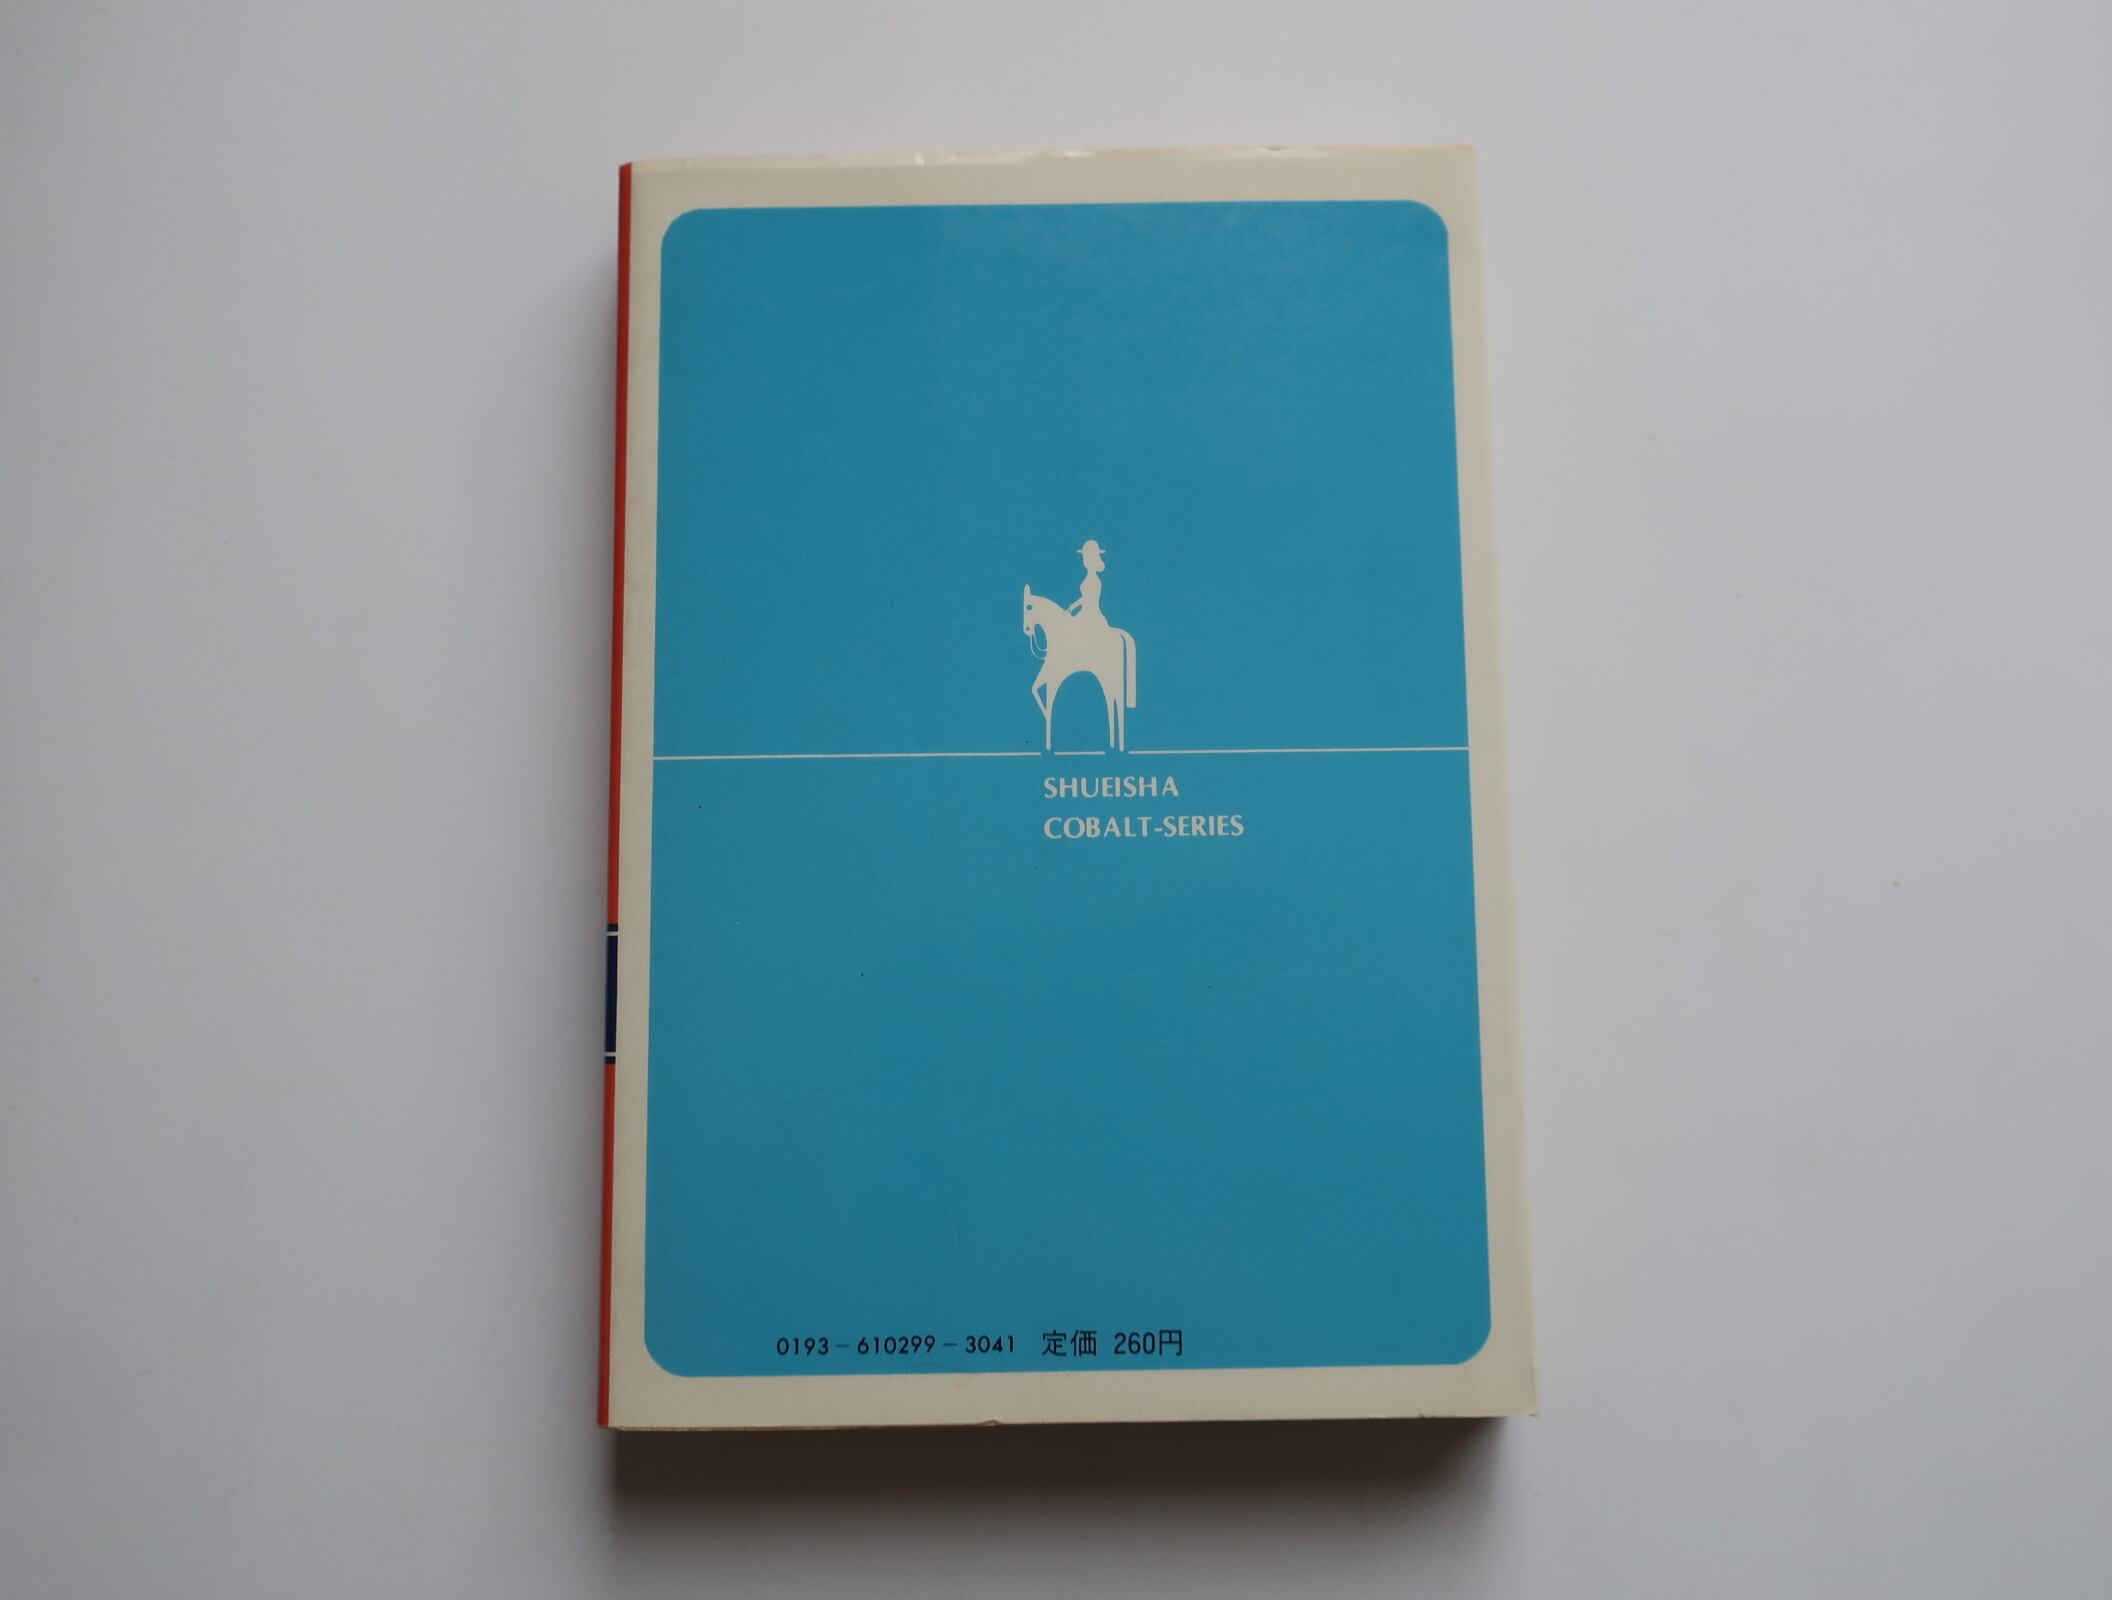 SHUEISHA
COBALT-SERIES
0193-610299-3041 定価 260円